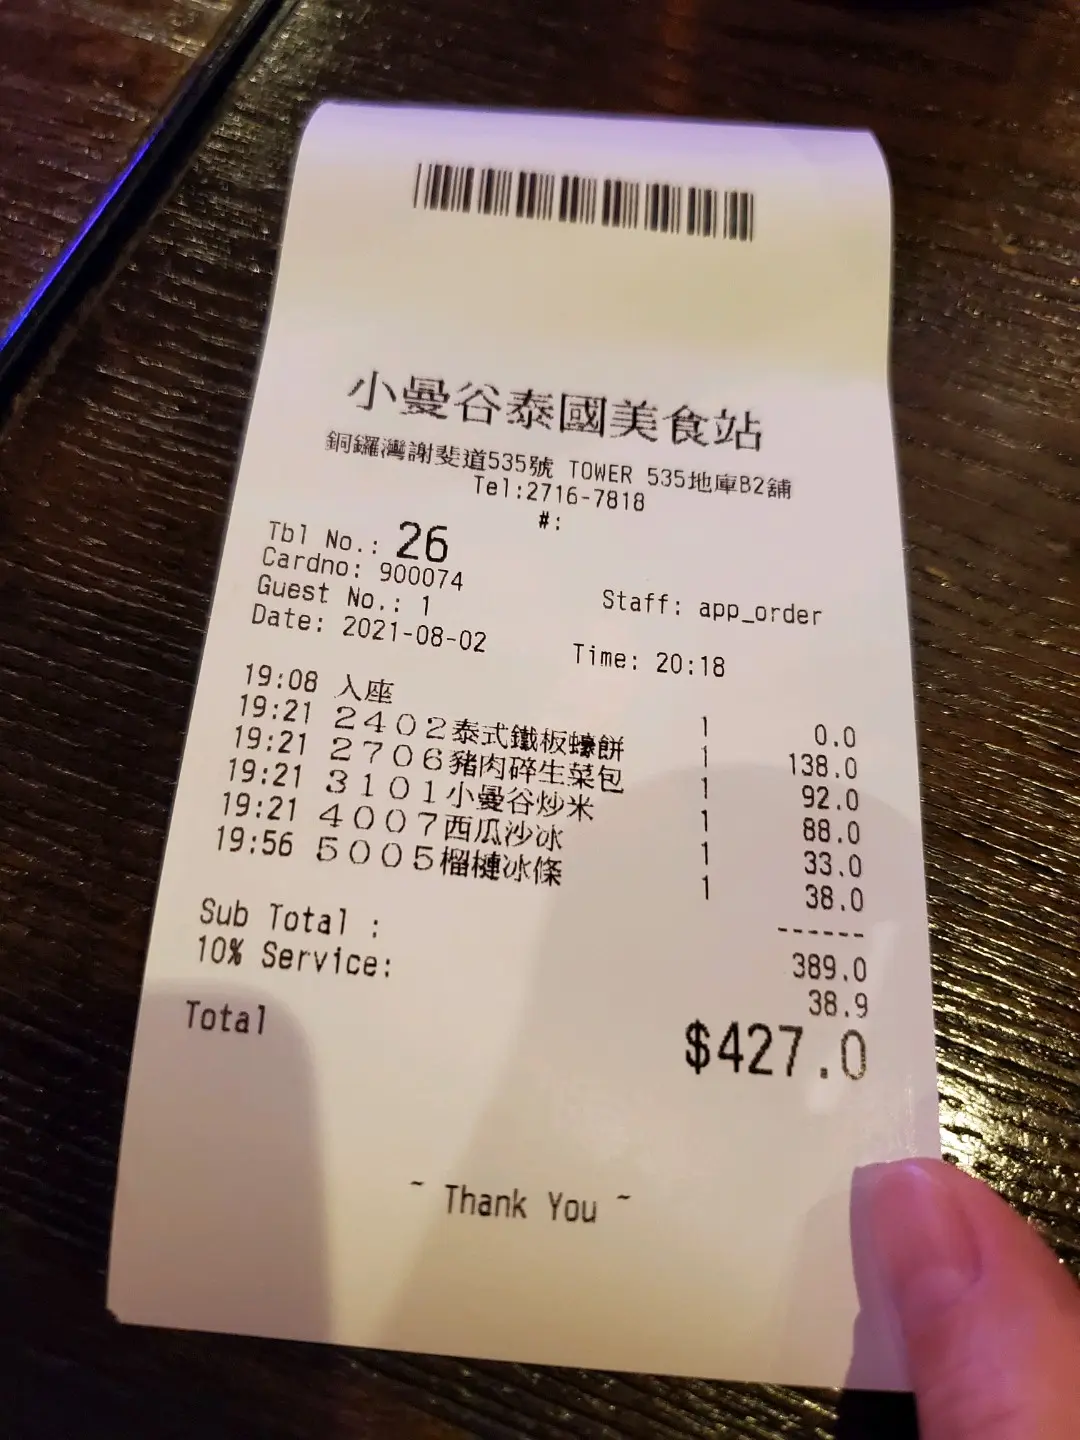 小曼谷泰國美食站
銅鑼灣謝斐道535號 TOWER 535地庫B2舖
Tel:2716-7818
#:
Tbl No.: 26
Cardno: 900074
Guest No.: 1 Staff: app_order
Date: 2021-08-02 Time: 20:18
19:08 入座 1 0.0
19:21 2402泰式鐵板蠔餅 1 138.0
19:21 2706豬肉碎生菜包 1 92.0
19:21 3101小曼谷炒米 1 88.0
19:21 4007西瓜沙冰 1 33.0
19:56 5005榴槤冰條 1 38.0
------
Sub Total : 389.0
10% Service: 38.9
Total $427.0
~ Thank You ~